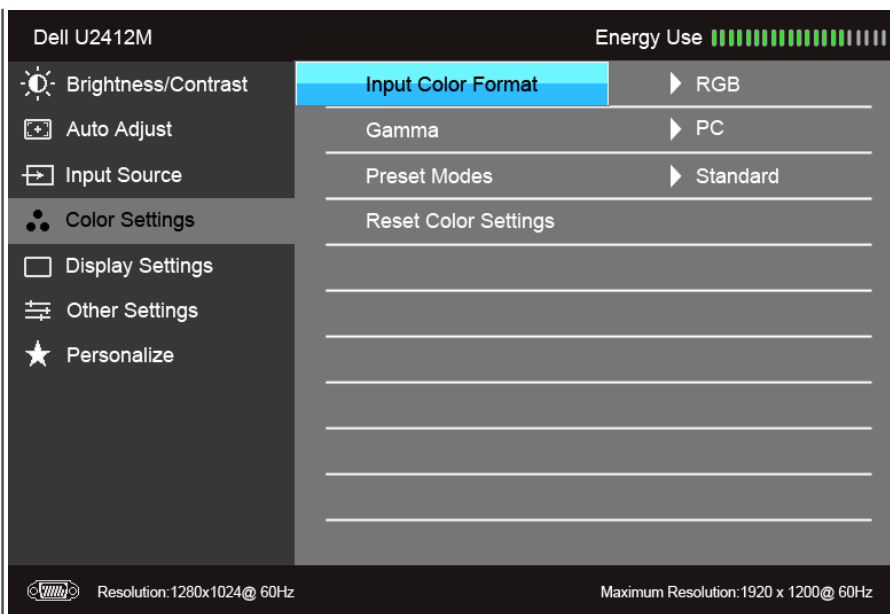 Dell U2412M
Energy Use
Brightness/Contrast
Auto Adjust
Input Source
Color Settings
Display Settings
Other Settings
Personalize
Input Color Format RGB
Gamma PC
Preset Modes Standard
Reset Color Settings
Resolution:1280x1024@ 60Hz
Maximum Resolution:1920 x 1200@ 60Hz